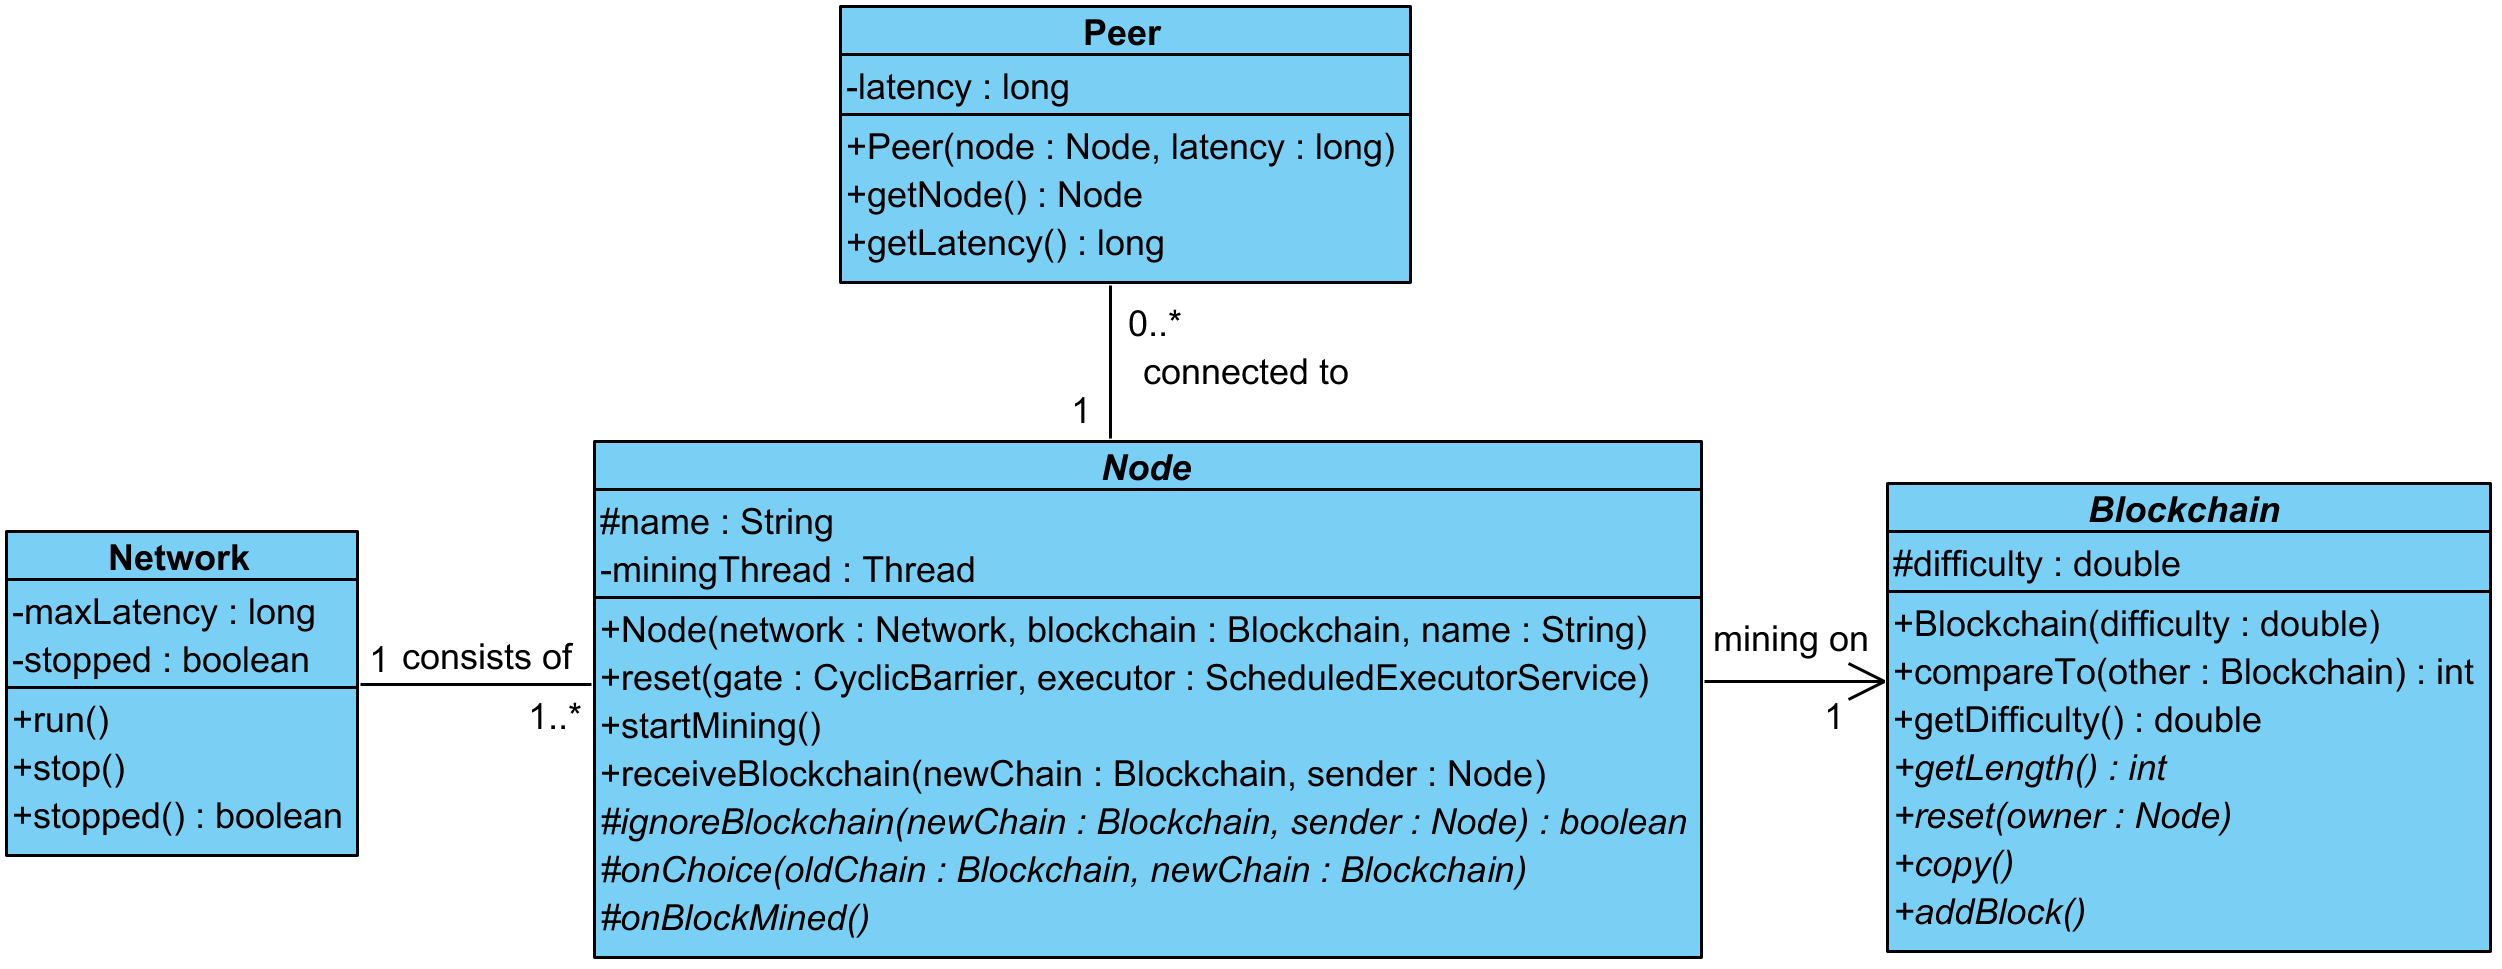 Peer
-latency : long
+Peer(node : Node, latency : long)
+getNode() : Node
+getLatency() : long
0..*
connected to
1
Node
#name : String
-miningThread : Thread
+Node(network : Network, blockchain : Blockchain, name : String)
+reset(gate : CyclicBarrier, executor : ScheduledExecutorService)
+startMining()
+receiveBlockchain(newChain : Blockchain, sender : Node)
#ignoreBlockchain(newChain : Blockchain, sender : Node) : boolean
#onChoice(oldChain : Blockchain, newChain : Blockchain)
#onBlockMined()
Network
-maxLatency : long
-stopped : boolean
+run()
+stop()
+stopped() : boolean
1 consists of
1..*
mining on
1
Blockchain
#difficulty : double
+Blockchain(difficulty : double)
+compareTo(other : Blockchain) : int
+getDifficulty() : double
+getLength() : int
+reset(owner : Node)
+copy()
+addBlock()